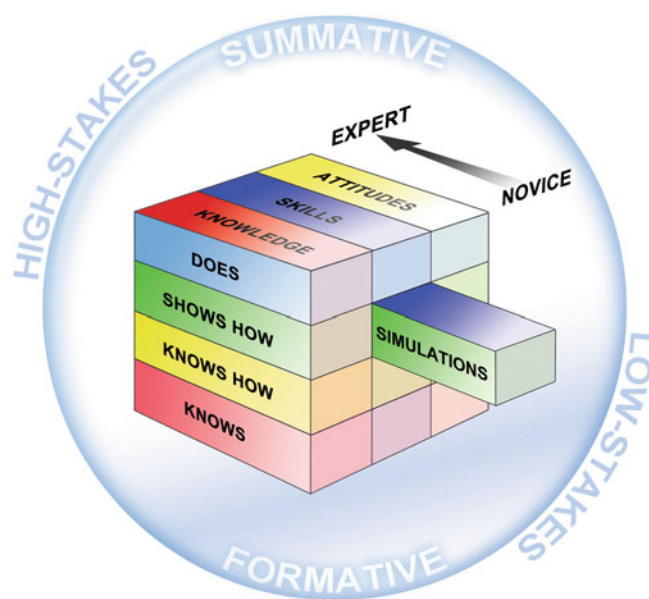 SUMMATIVE
HIGH-STAKES
EXPERT
NOVICE
ATTITUDES
SKILLS
KNOWLEDGE
DOES
SHOWS HOW
SIMULATIONS
KNOWS HOW
KNOWS
LOW-STAKES
FORMATIVE